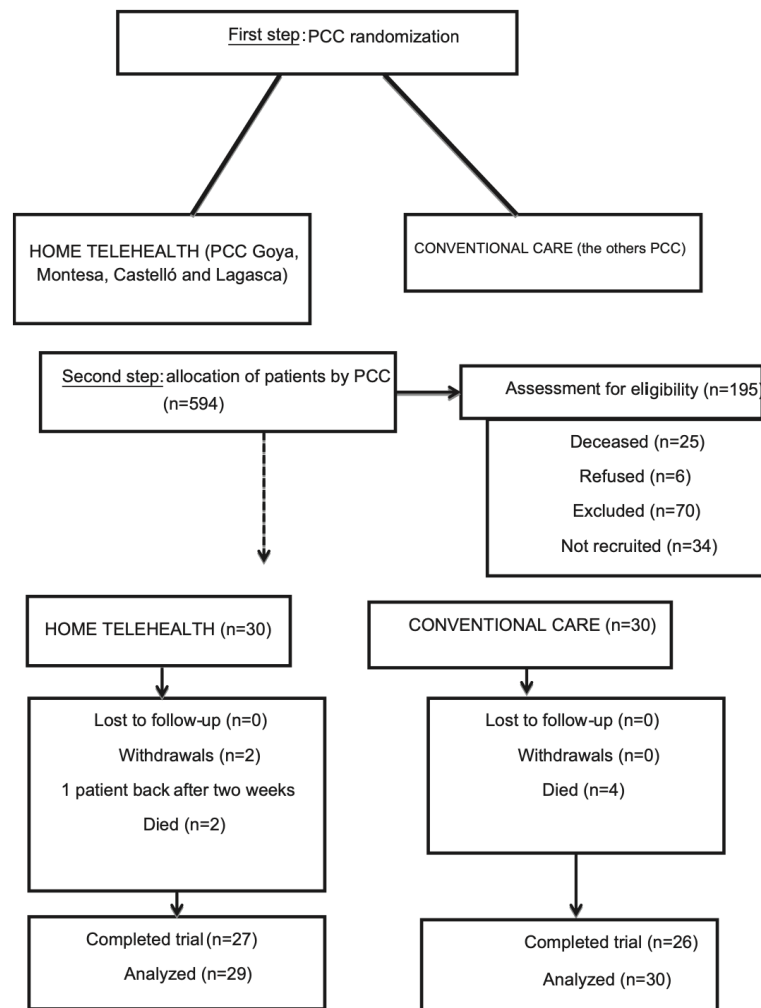 First step: PCC randomization
HOME TELEHEALTH (PCC Goya,
Montesa, Castelló and Lagasca)
CONVENTIONAL CARE (the others PCC)
Second step: allocation of patients by PCC
(n=594)
Assessment for eligibility (n=195)
Deceased (n=25)
Refused (n=6)
Excluded (n=70)
Not recruited (n=34)
HOME TELEHEALTH (n=30)
CONVENTIONAL CARE (n=30)
Lost to follow-up (n=0)
Withdrawals (n=2)
1 patient back after two weeks
Died (n=2)
Lost to follow-up (n=0)
Withdrawals (n=0)
Died (n=4)
Completed trial (n=27)
Analyzed (n=29)
Completed trial (n=26)
Analyzed (n=30)